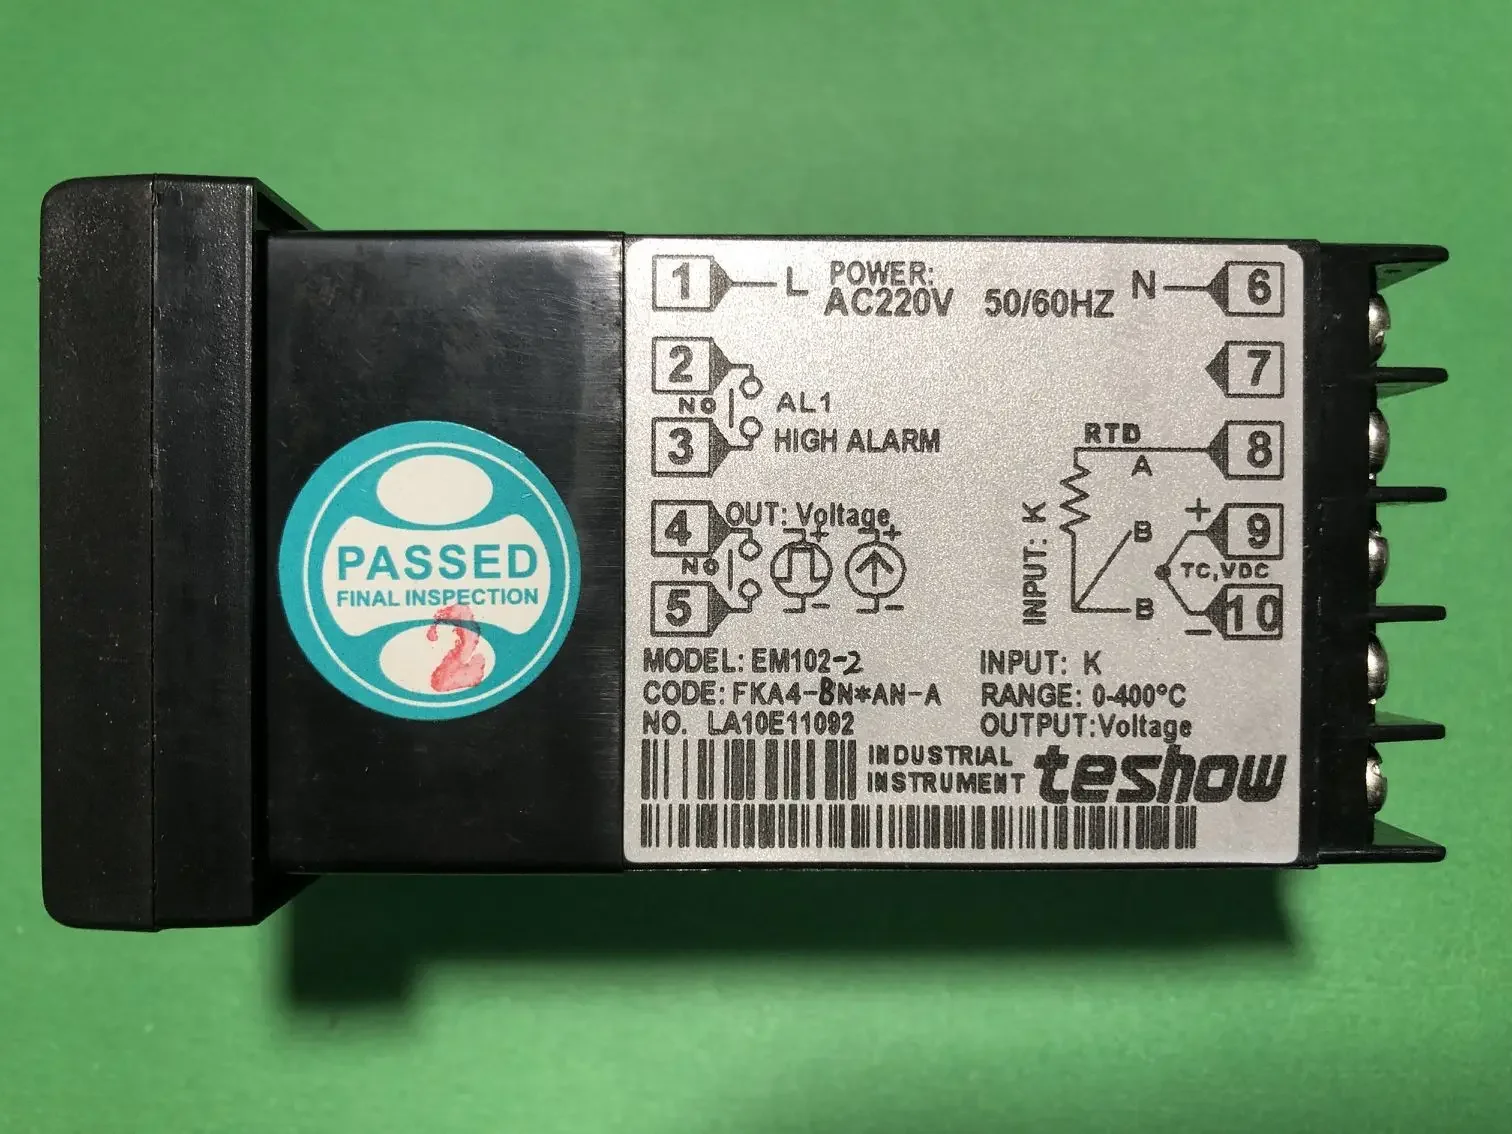 PASSED
FINAL INSPECTION
2
1 L POWER: N 6
AC220V 50/60HZ
2 7
NO AL1
3 HIGH ALARM RTD 8
A
4 OUT: Voltage + 9
NO + + B
INPUT: K
TC,VDC
5 - - B - 10
MODEL: EM102-2 INPUT: K
CODE: FKA4-BN*AN-A RANGE: 0-400°C
NO. LA10E11092 OUTPUT:Voltage
INDUSTRIAL
INSTRUMENT teshow